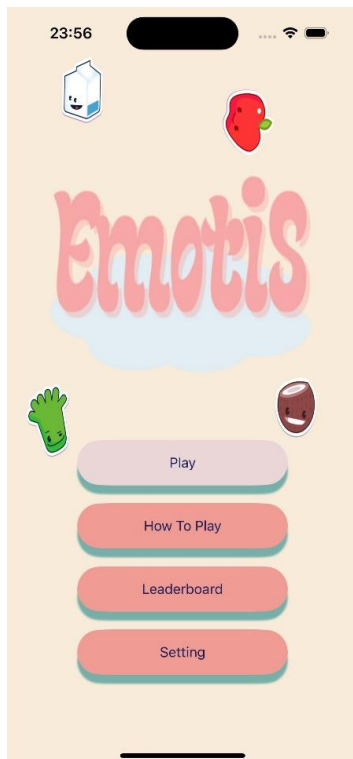 23:56
Emotis
Play
How To Play
Leaderboard
Setting